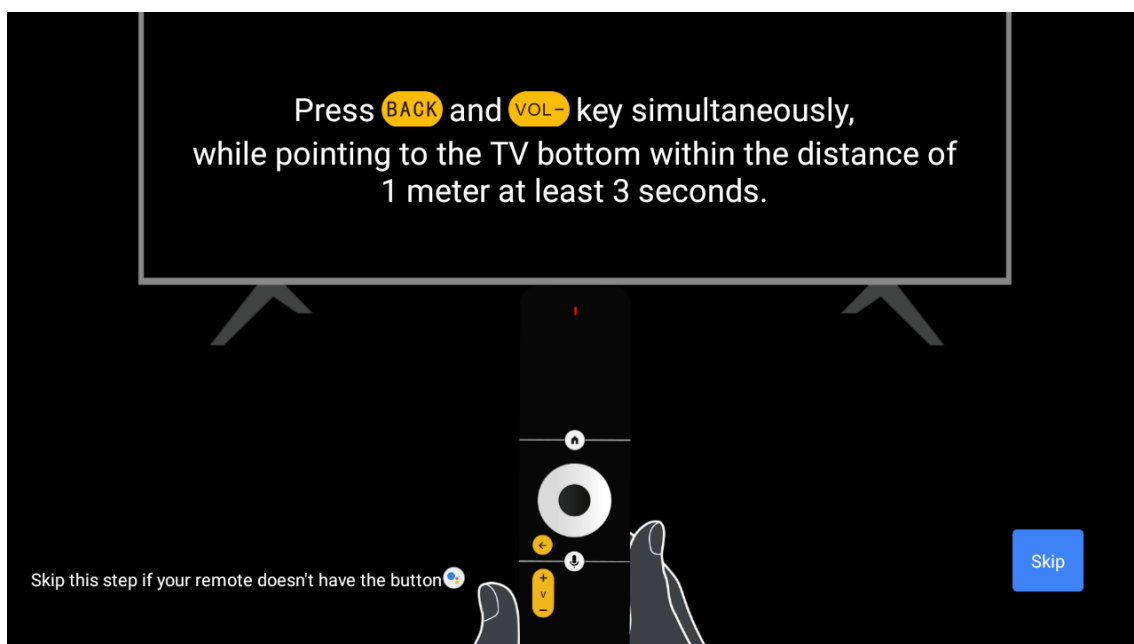 Press BACK and VOL- key simultaneously,
while pointing to the TV bottom within the distance of
1 meter at least 3 seconds.
+
V
-
Skip this step if your remote doesn't have the button
Skip